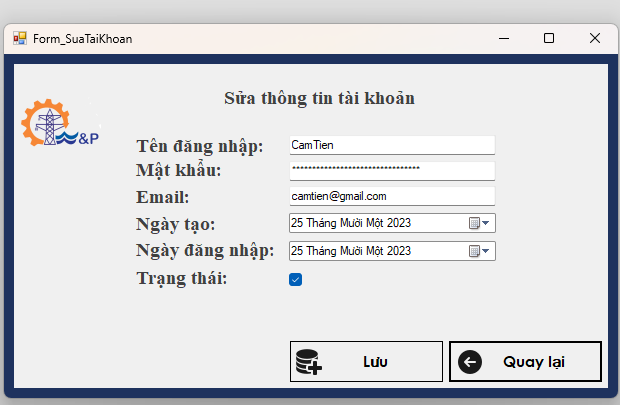 Form_SuaTaiKhoan
Sửa thông tin tài khoản
&P
Tên đăng nhập: CamTien
Mật khẩu: ********************************
Email: camtien@gmail.com
Ngày tạo: 25 Tháng Mười Một 2023
Ngày đăng nhập: 25 Tháng Mười Một 2023
Trạng thái:
Lưu Quay lại